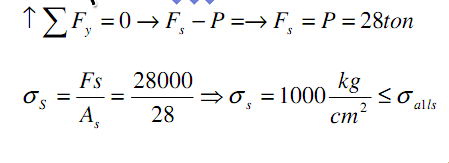 ↑ ∑ F_y = 0 → F_s − P =→ F_s = P = 28ton
σ_s = Fs / A_s = 28000 / 28 ⇒ σ_s = 1000 kg / cm² ≤ σ_alls